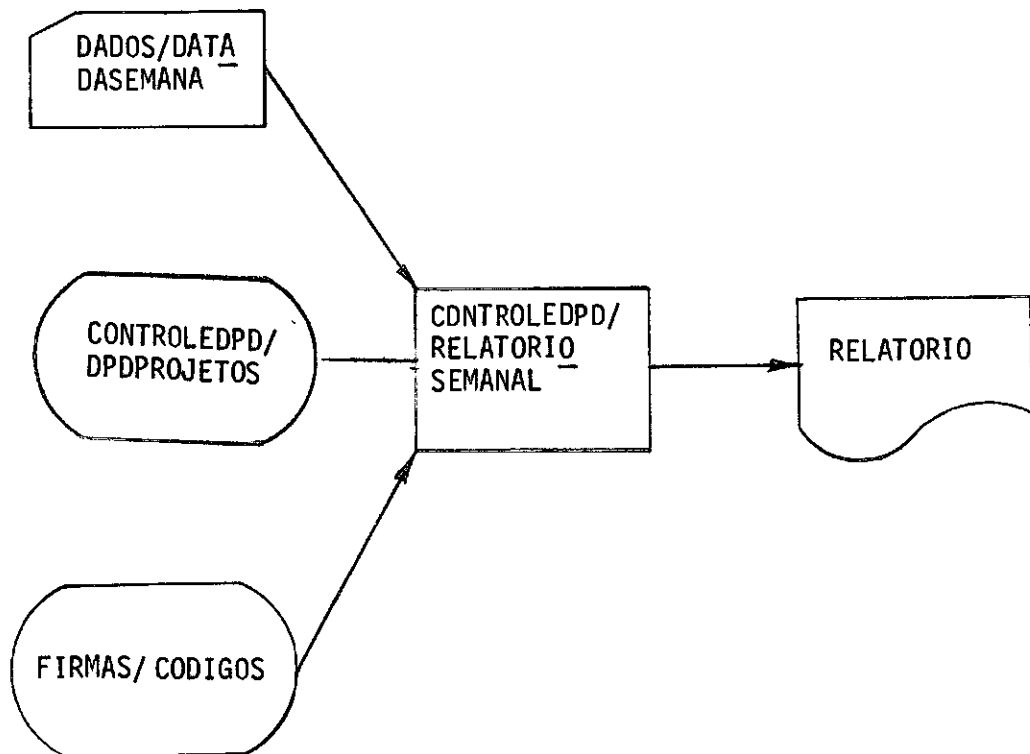 DADOS/DATA
DASEMANA
CONTROLEDPD/
DPDPROJETOS
CDNTROLEDPD/
RELATORIO
SEMANAL
RELATORIO
FIRMAS/ CODIGOS